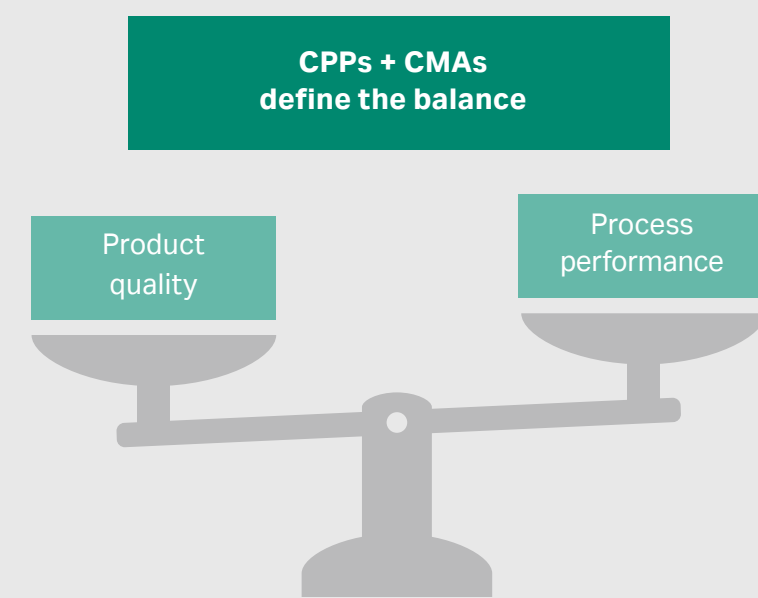 CPPs + CMAs
define the balance
Product
quality
Process
performance